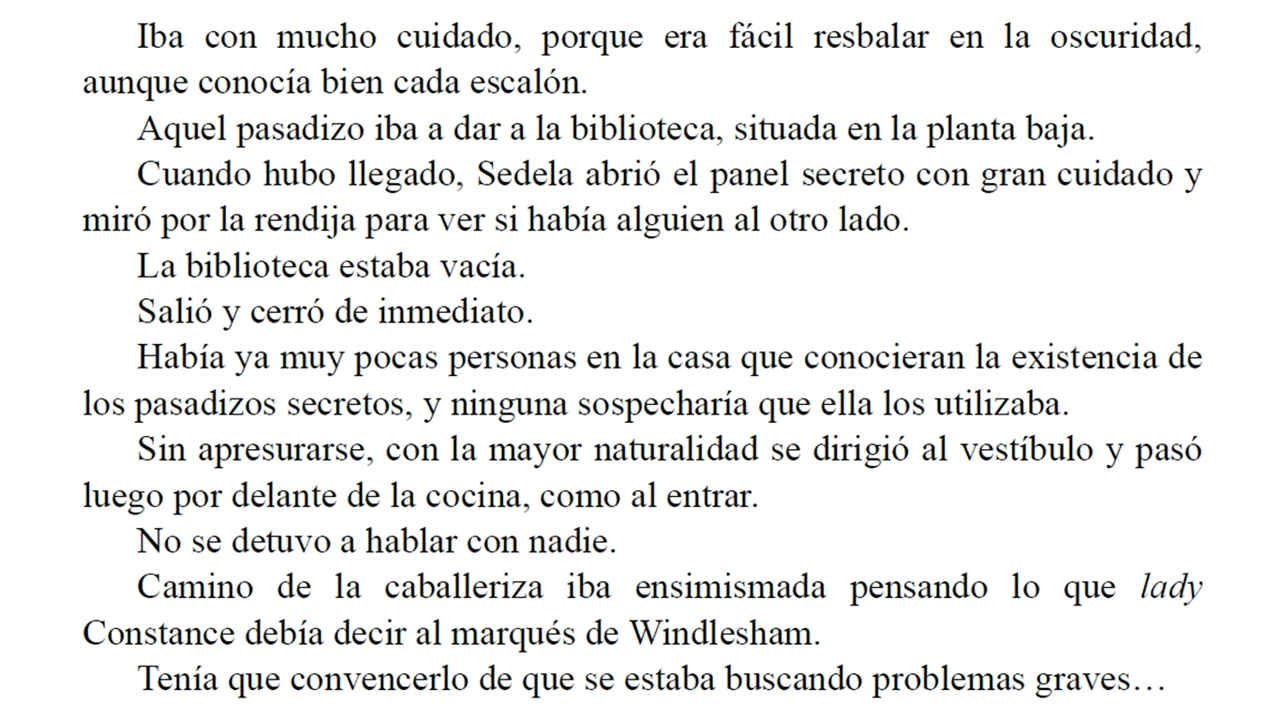 Iba con mucho cuidado, porque era fácil resbalar en la oscuridad,
aunque conocía bien cada escalón.
Aquel pasadizo iba a dar a la biblioteca, situada en la planta baja.
Cuando hubo llegado, Sedela abrió el panel secreto con gran cuidado y
miró por la rendija para ver si había alguien al otro lado.
La biblioteca estaba vacía.
Salió y cerró de inmediato.
Había ya muy pocas personas en la casa que conocieran la existencia de
los pasadizos secretos, y ninguna sospecharía que ella los utilizaba.
Sin apresurarse, con la mayor naturalidad se dirigió al vestíbulo y pasó
luego por delante de la cocina, como al entrar.
No se detuvo a hablar con nadie.
Camino de la caballeriza iba ensimismada pensando lo que lady
Constance debía decir al marqués de Windlesham.
Tenía que convencerlo de que se estaba buscando problemas graves…